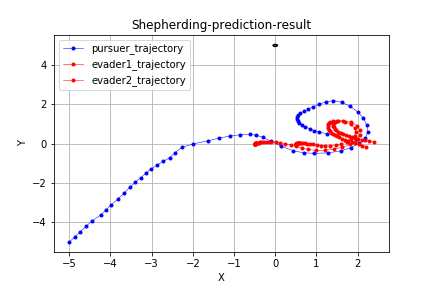 Shepherding-prediction-result
pursuer_trajectory
evader1_trajectory
evader2_trajectory
Y
4
2
0
−2
−4
−5 −4 −3 −2 −1 0 1 2
X